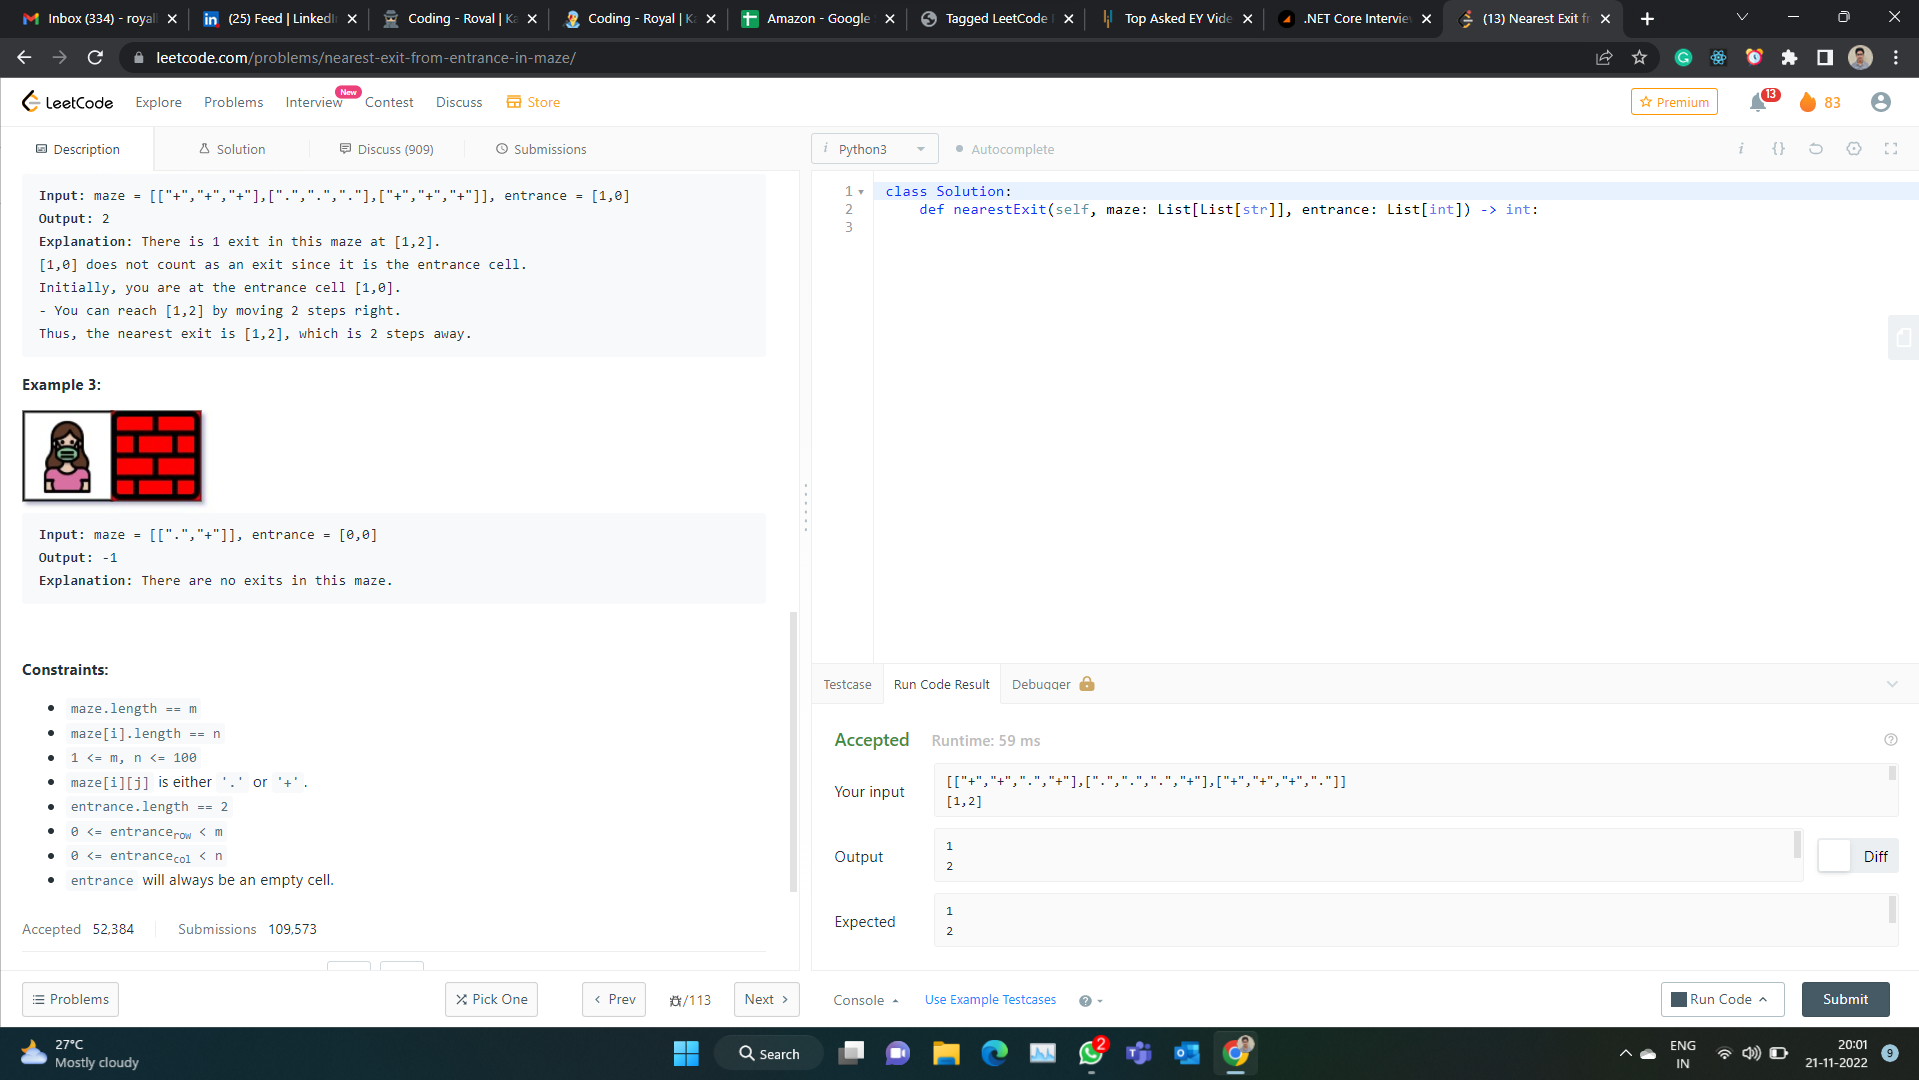 Inbox (334) - royall
(25) Feed | LinkedIn
Coding - Royal | Ka
Coding - Royal | Ka
Amazon - Google S
Tagged LeetCode
Top Asked EY Vide
.NET Core Intervie
(13) Nearest Exit fr
leetcode.com/problems/nearest-exit-from-entrance-in-maze/
LeetCode
Explore
Problems
Interview
New
Contest
Discuss
Store
Premium
13
83
Description
Solution
Discuss (909)
Submissions
i Python3
Autocomplete
i
{}
Input: maze = [["+","+","+"],[".",".","."],["+","+","+"]], entrance = [1,0]
Output: 2
Explanation: There is 1 exit in this maze at [1,2].
[1,0] does not count as an exit since it is the entrance cell.
Initially, you are at the entrance cell [1,0].
- You can reach [1,2] by moving 2 steps right.
Thus, the nearest exit is [1,2], which is 2 steps away.
Example 3:
Input: maze = [[".","+"]], entrance = [0,0]
Output: -1
Explanation: There are no exits in this maze.
Constraints:
maze.length == m
maze[i].length == n
1 <= m, n <= 100
maze[i][j] is either '.' or '+'.
entrance.length == 2
0 <= entrancerow < m
0 <= entrancecol < n
entrance will always be an empty cell.
Accepted 52,384 Submissions 109,573
Problems
Pick One
Prev
/113
Next
1 class Solution:
2 def nearestExit(self, maze: List[List[str]], entrance: List[int]) -> int:
3
Testcase
Run Code Result
Debugger
Accepted Runtime: 59 ms
Your input
[["+","+",".","+"],[".",".",".","+"],["+","+","+","."]]
[1,2]
Output
1
2
Diff
Expected
1
2
Console
Use Example Testcases
Run Code
Submit
27°C
Mostly cloudy
Search
2
ENG
IN
20:01
21-11-2022
9